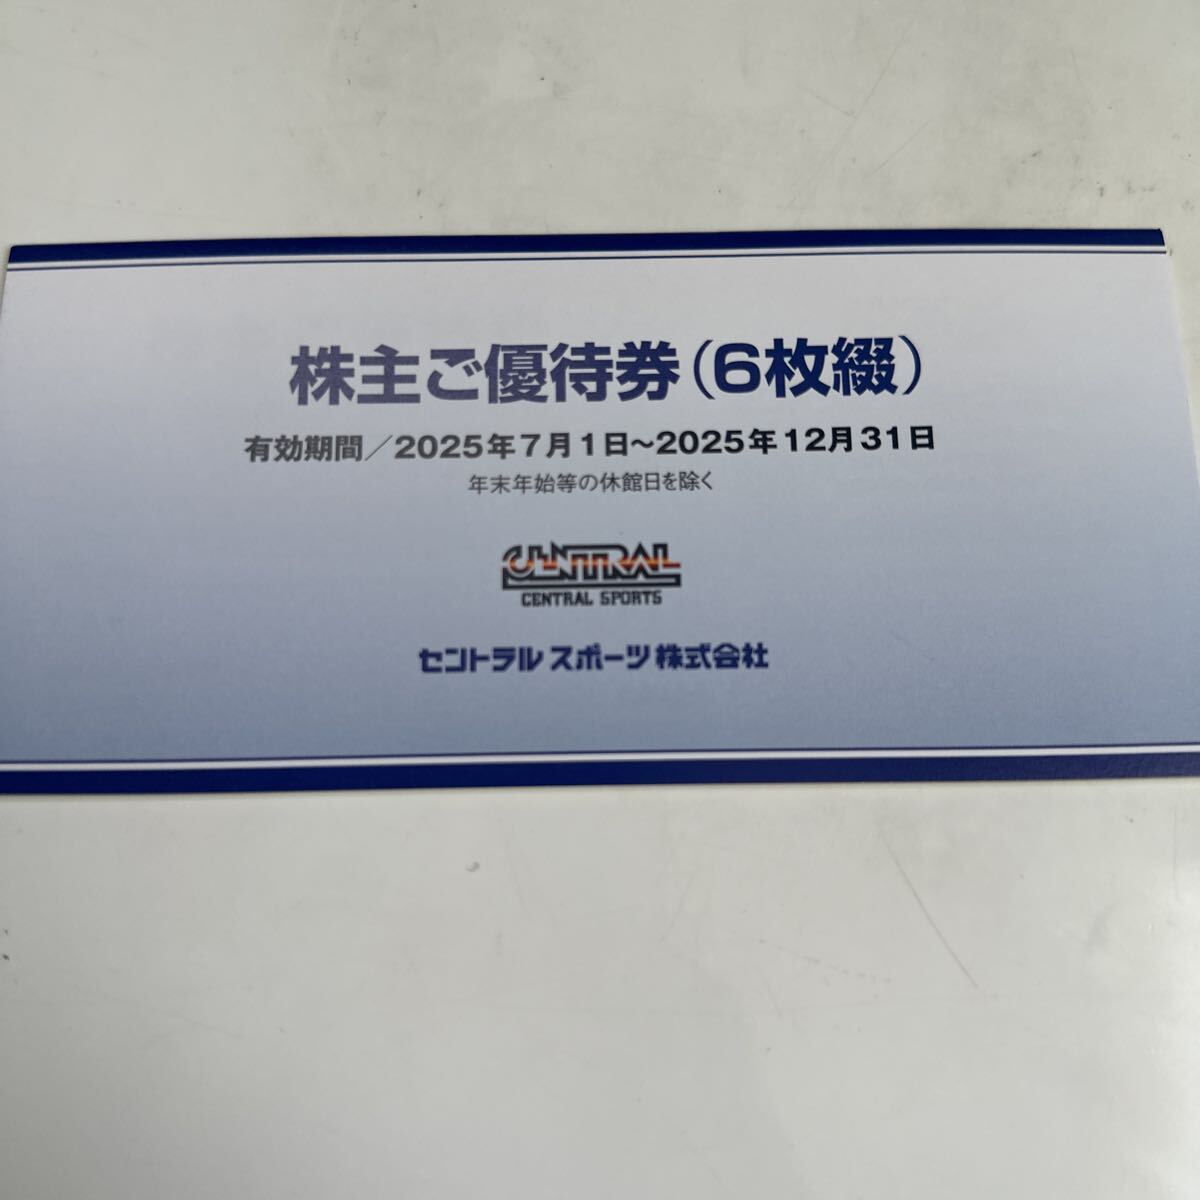 株主ご優待券(6枚綴)
有効期間／2025年7月1日～2025年12月31日
年末年始等の休館日を除く
CENTRAL
CENTRAL SPORTS
セントラルスポーツ株式会社